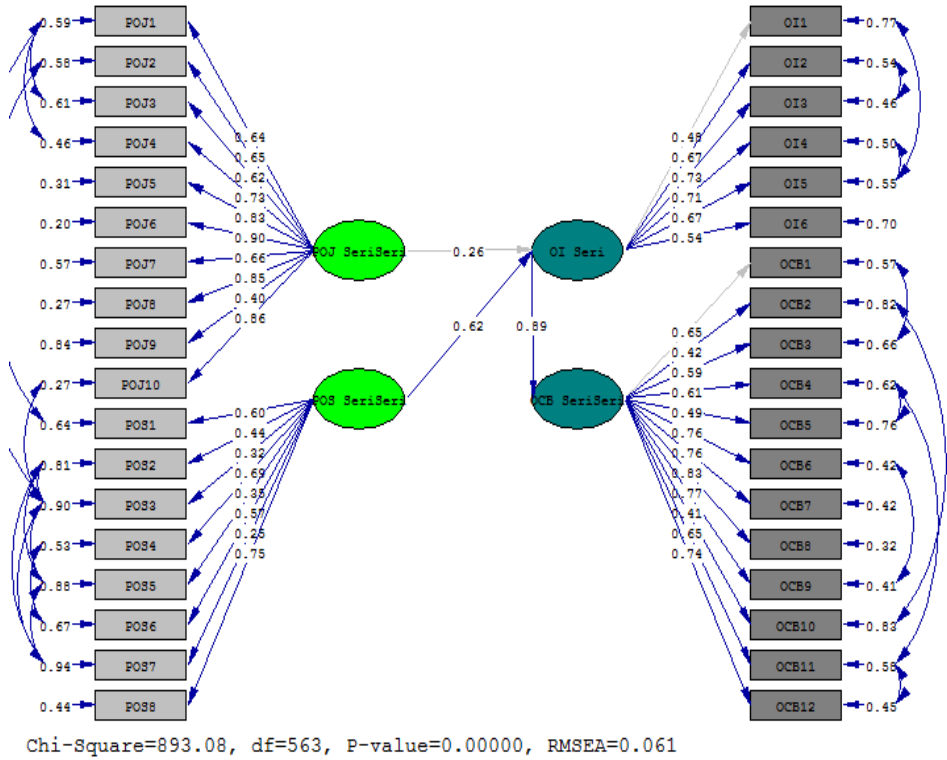 0.59 POJ1
0.58 POJ2
0.61 POJ3
0.46 POJ4
0.31 POJ5
0.20 POJ6
0.57 POJ7
0.27 POJ8
0.84 POJ9
0.27 POJ10
0.64 POS1
0.81 POS2
0.90 POS3
0.53 POS4
0.88 POS5
0.67 POS6
0.94 POS7
0.44 POS8
0.64
0.65
0.62
0.73
0.83
0.90
0.66
0.85
0.40
0.86
0.60
0.44
0.32
0.69
0.35
0.57
0.25
0.75
POJ SeriSeri
POS SeriSeri
0.26
0.62
0.89
OI Seri
OCB SeriSeri
0.48
0.67
0.73
0.71
0.67
0.54
0.65
0.42
0.59
0.61
0.49
0.76
0.76
0.83
0.77
0.41
0.65
0.74
OI1 0.77
OI2 0.54
OI3 0.46
OI4 0.50
OI5 0.55
OI6 0.70
OCB1 0.57
OCB2 0.82
OCB3 0.66
OCB4 0.62
OCB5 0.76
OCB6 0.42
OCB7 0.42
OCB8 0.32
OCB9 0.41
OCB10 0.83
OCB11 0.58
OCB12 0.45
Chi-Square=893.08, df=563, P-value=0.00000, RMSEA=0.061